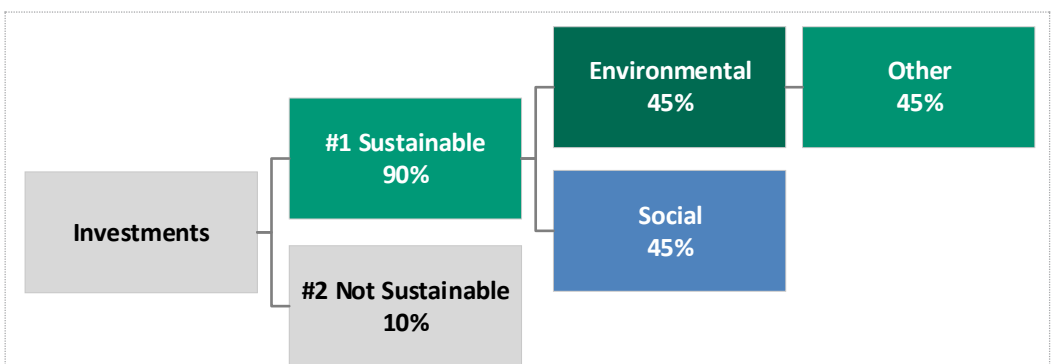 Investments
#1 Sustainable
90%
#2 Not Sustainable
10%
Environmental
45%
Social
45%
Other
45%